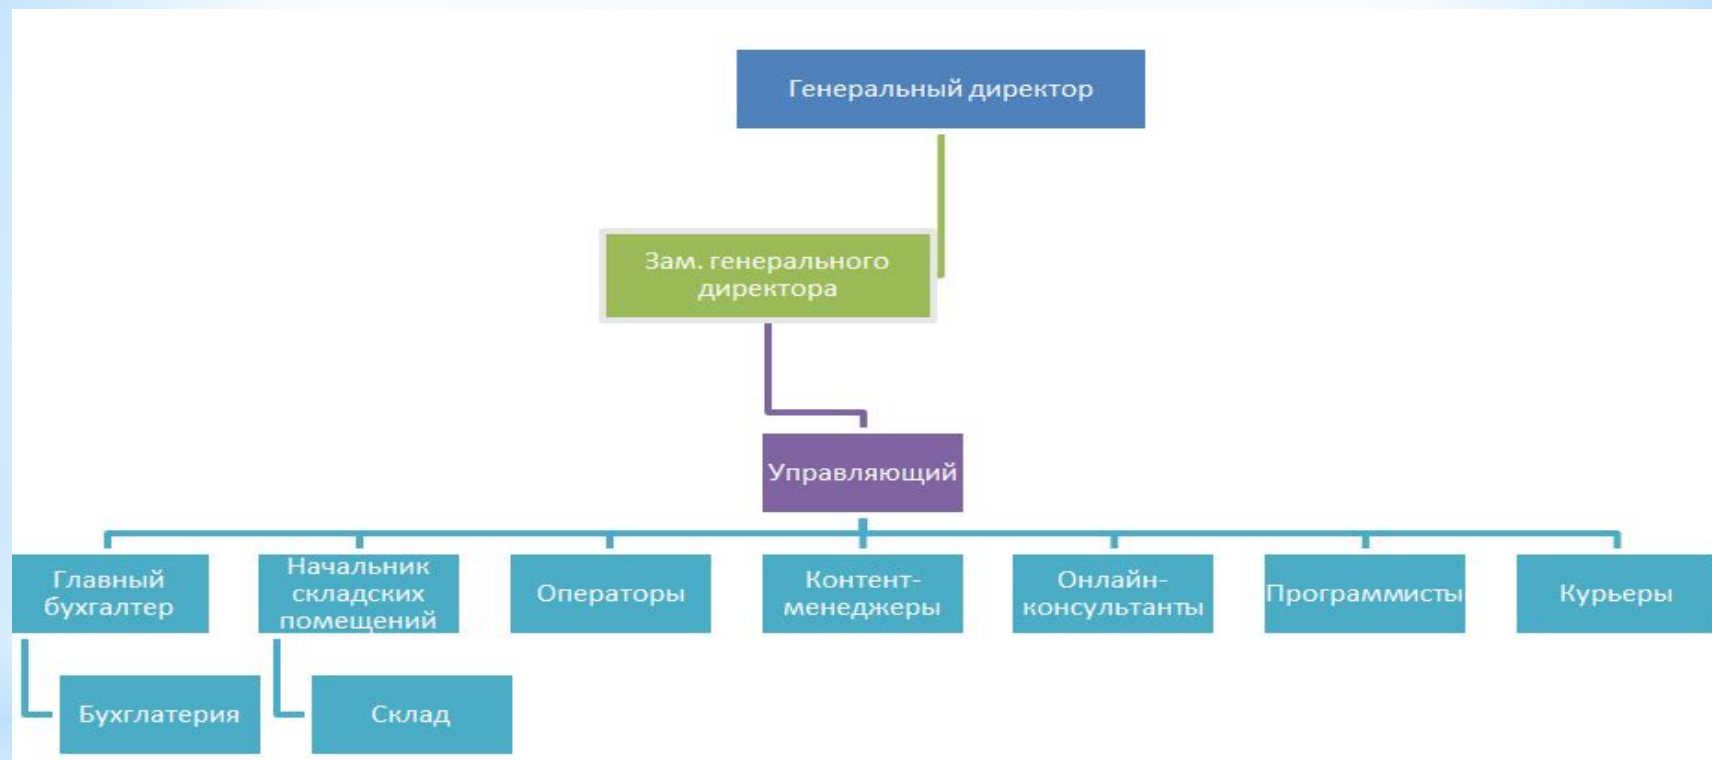 Генеральный директор
Зам. генерального
директора
Управляющий
Главный
бухгалтер
Начальник
складских
помещений
Операторы
Контент-
менеджеры
Онлайн-
консультанты
Программисты
Курьеры
Бухглатерия
Склад